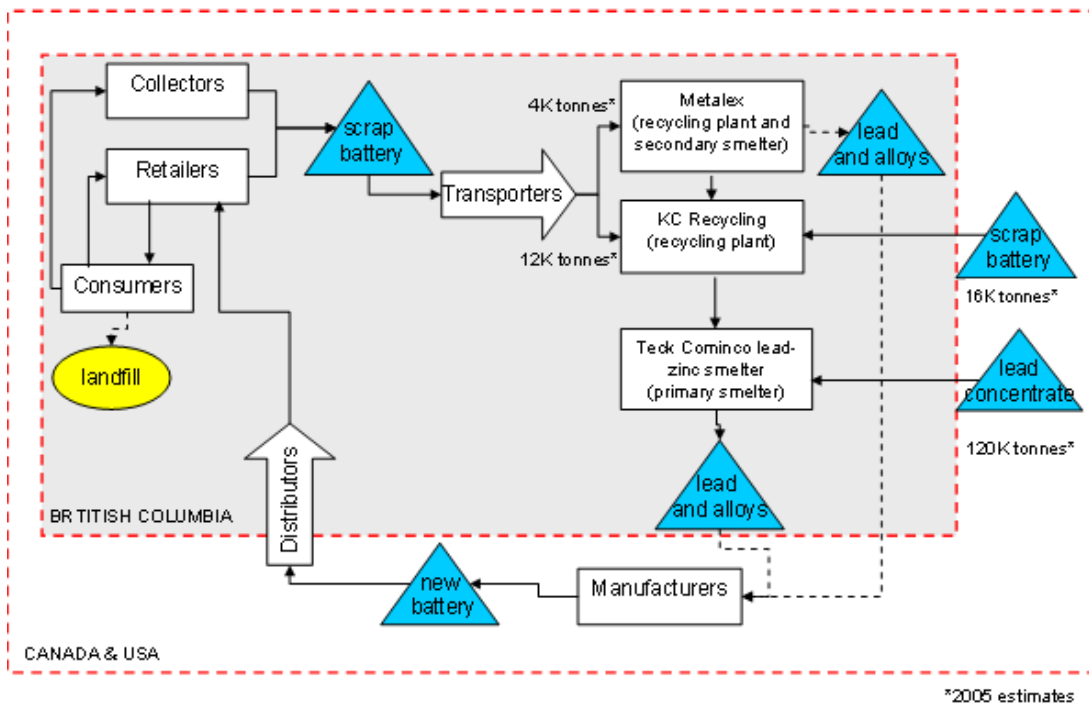 Collectors
Retailers
Consumers
landfill
scrap
battery
Transporters
4K tonnes*
12K tonnes*
Metalex
(recycling plant and
secondary smelter)
lead
and alloys
KC Recycling
(recycling plant)
scrap
battery
16K tonnes*
Teck Cominco lead-
zinc smelter
(primary smelter)
lead
concentrate
120K tonnes*
lead
and alloys
Distributors
BRTITISH COLUMBIA
new
battery
Manufacturers
CANADA & USA
*2005 estimates